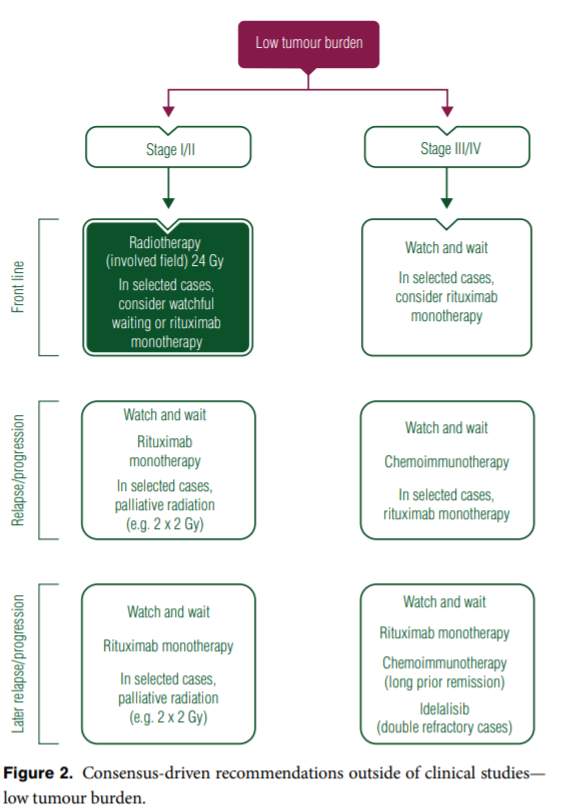 Low tumour burden
Stage I/II
Stage III/IV
Front line
Radiotherapy
(involved field) 24 Gy
In selected cases,
consider watchful
waiting or rituximab
monotherapy
Watch and wait
In selected cases,
consider rituximab
monotherapy
Relapse/progression
Watch and wait
Rituximab
monotherapy
In selected cases,
palliative radiation
(e.g. 2 x 2 Gy)
Watch and wait
Chemoimmunotherapy
In selected cases,
rituximab monotherapy
Later relapse/progression
Watch and wait
Rituximab monotherapy
In selected cases,
palliative radiation
(e.g. 2 x 2 Gy)
Watch and wait
Rituximab monotherapy
Chemoimmunotherapy
(long prior remission)
Idelalisib
(double refractory cases)
Figure 2. Consensus-driven recommendations outside of clinical studies—
low tumour burden.